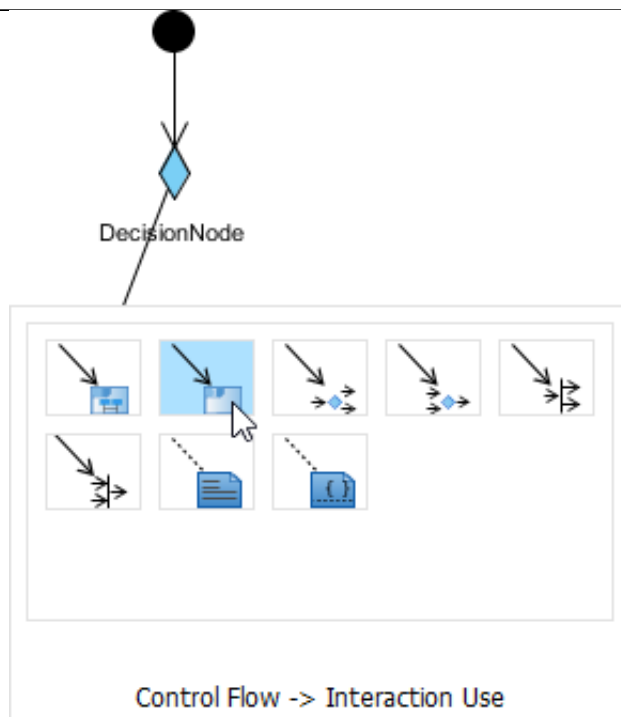 DecisionNode
{ }
Control Flow -> Interaction Use